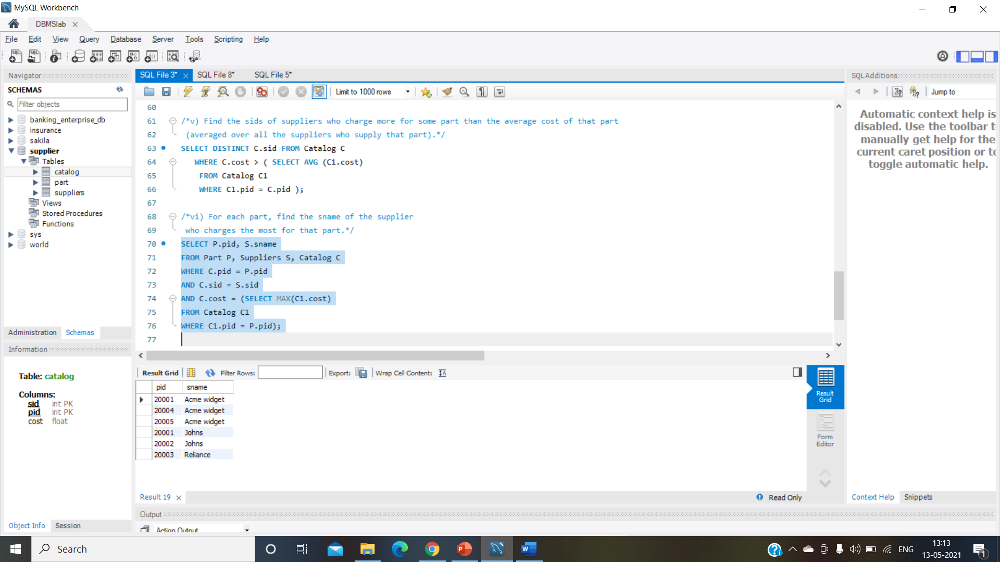 MySQL Workbench
DBMSlab
File Edit View Query Database Server Tools Scripting Help
Navigator
SCHEMAS
Filter objects
banking_enterprise_db
insurance
sakila
supplier
Tables
catalog
part
suppliers
Views
Stored Procedures
Functions
sys
world
Administration Schemas
Information
Table: catalog
Columns:
sid int PK
pid int PK
cost float
Object Info Session
SQL File 3* SQL File 8* SQL File 5*
Limit to 1000 rows
60
61 /*v) Find the sids of suppliers who charge more for some part than the average cost of that part
62 (averaged over all the suppliers who supply that part).*/
63 SELECT DISTINCT C.sid FROM Catalog C
64 WHERE C.cost > ( SELECT AVG (C1.cost)
65 FROM Catalog C1
66 WHERE C1.pid = C.pid );
67
68 /*vi) For each part, find the sname of the supplier
69 who charges the most for that part.*/
70 SELECT P.pid, S.sname
71 FROM Part P, Suppliers S, Catalog C
72 WHERE C.pid = P.pid
73 AND C.sid = S.sid
74 AND C.cost = (SELECT MAX(C1.cost)
75 FROM Catalog C1
76 WHERE C1.pid = P.pid);
77
Result Grid Filter Rows: Export: Wrap Cell Content:
pid sname
20001 Acme widget
20004 Acme widget
20005 Acme widget
20001 Johns
20002 Johns
20003 Reliance
Result Grid
Form Editor
Result 19
Read Only
Output
Action Output
SQLAdditions
Jump to
Automatic context help is
disabled. Use the toolbar t
manually get help for the
current caret position or to
toggle automatic help.
Context Help Snippets
Search
ENG
13:13
13-05-2021
1